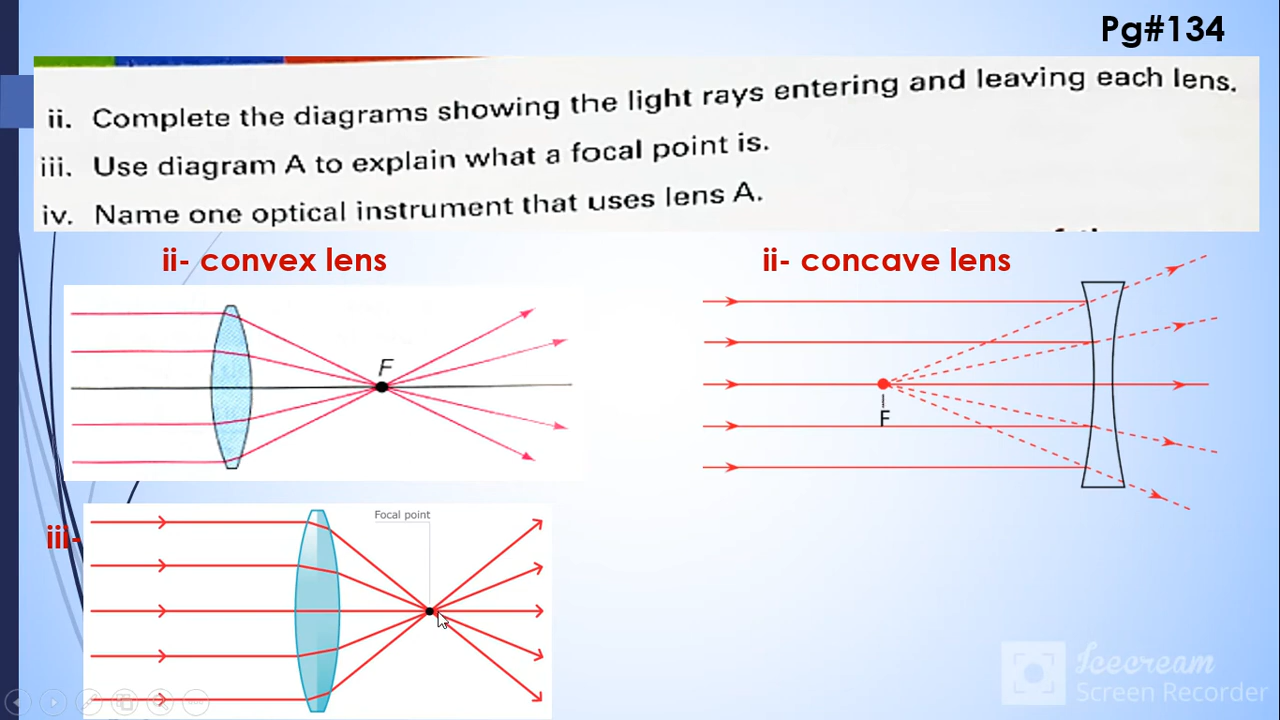 Pg#134
ii. Complete the diagrams showing the light rays entering and leaving each lens.
iii. Use diagram A to explain what a focal point is.
iv. Name one optical instrument that uses lens A.
ii- convex lens
ii- concave lens
F
F
iii-
Focal point
Icecream
Screen Recorder